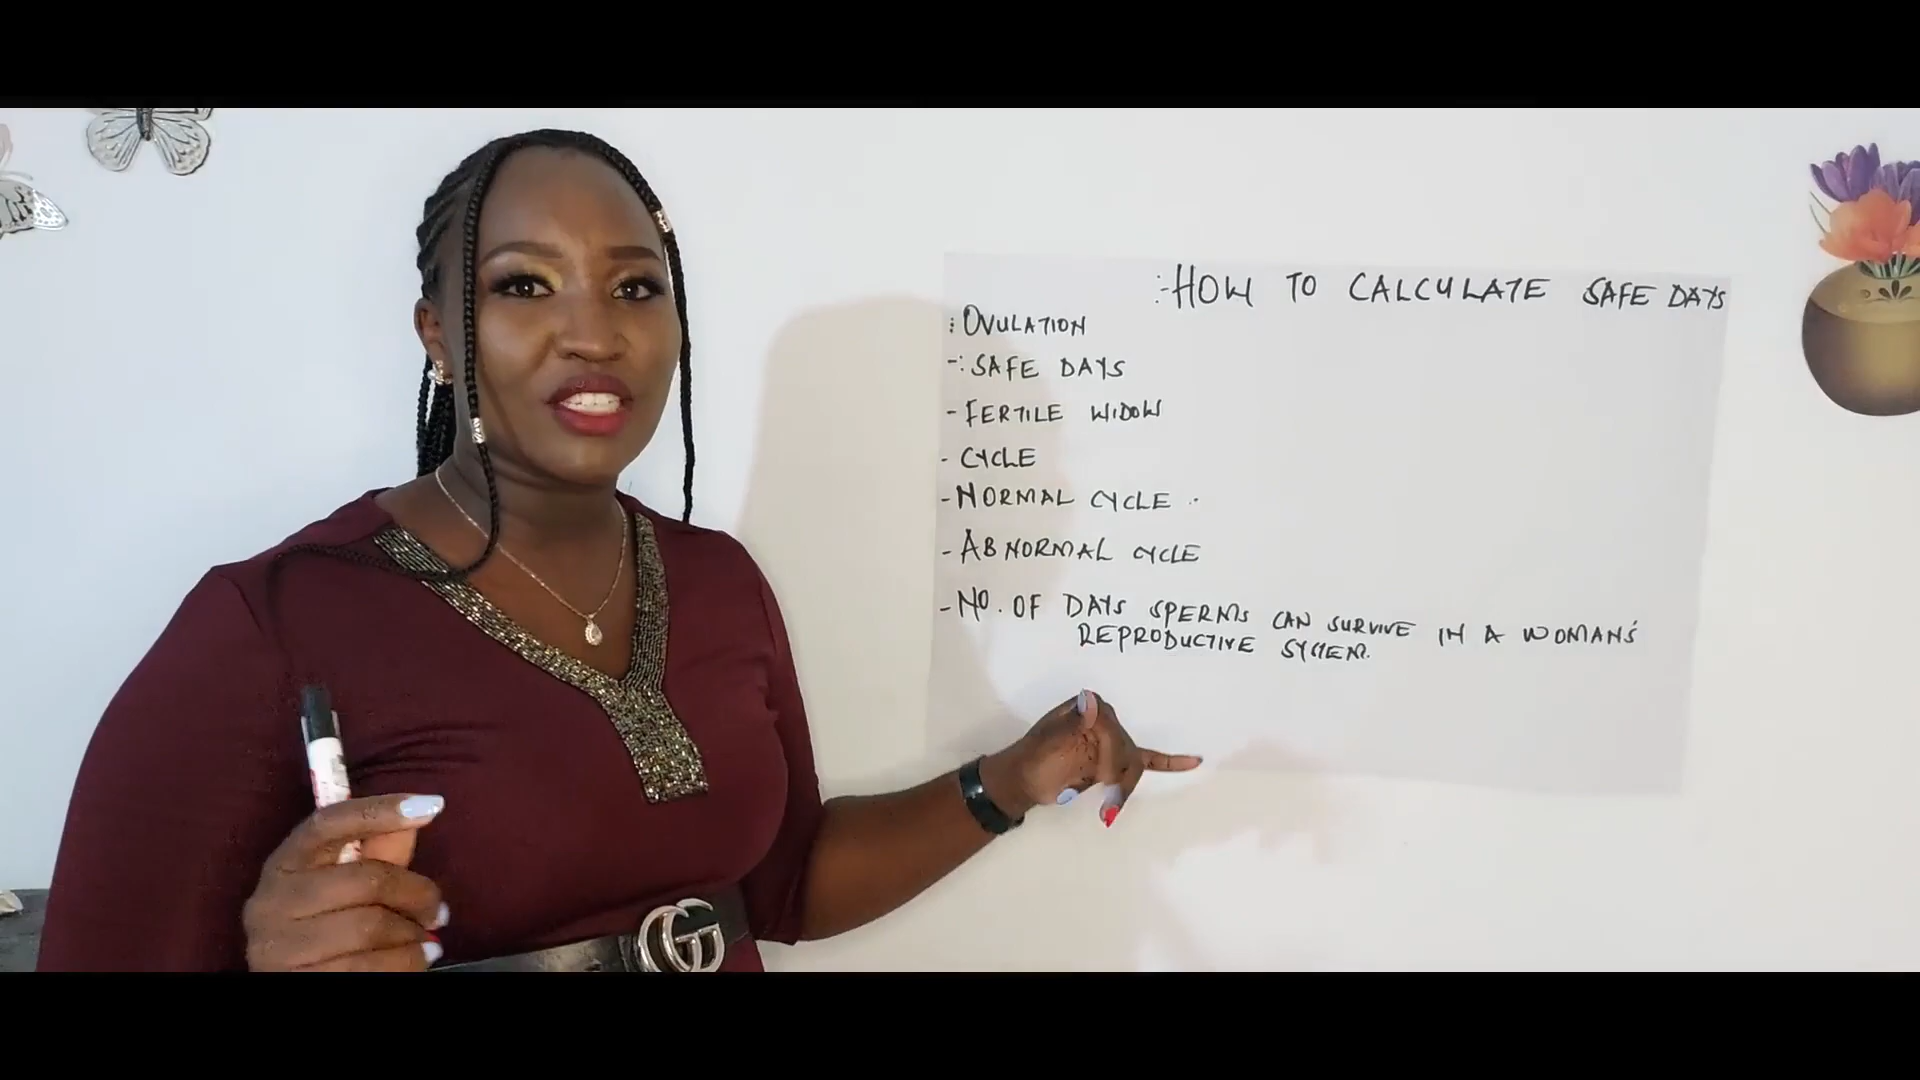 :-HOW TO CALCULATE SAFE DAYS
: OVULATION
-: SAFE DAYS
- FERTILE WIDOW
- CYCLE
- NORMAL CYCLE .
- ABNORMAL CYCLE
- NO. OF DAYS SPERMS CAN SURVIVE IN A WOMAN'S
REPRODUCTIVE SYSTEM.